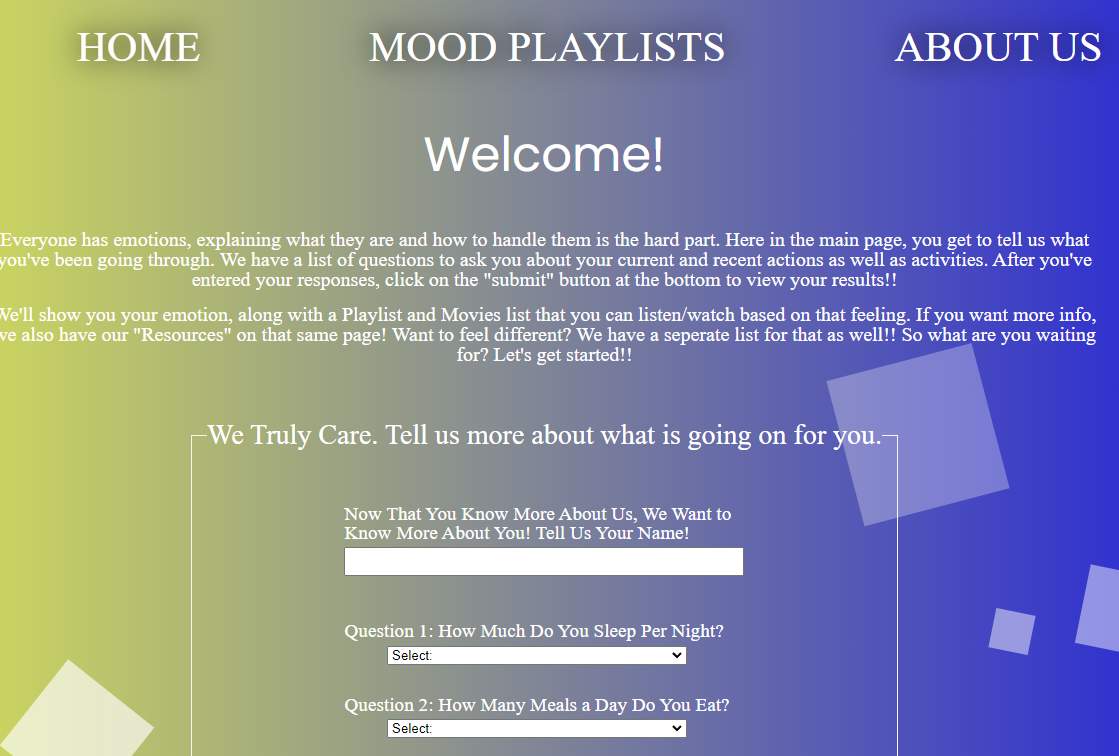 HOME MOOD PLAYLISTS ABOUT US
Welcome!
Everyone has emotions, explaining what they are and how to handle them is the hard part. Here in the main page, you get to tell us what
you've been going through. We have a list of questions to ask you about your current and recent actions as well as activities. After you've
entered your responses, click on the "submit" button at the bottom to view your results!!
We'll show you your emotion, along with a Playlist and Movies list that you can listen/watch based on that feeling. If you want more info,
we also have our "Resources" on that same page! Want to feel different? We have a seperate list for that as well!! So what are you waiting
for? Let's get started!!
We Truly Care. Tell us more about what is going on for you.
Now That You Know More About Us, We Want to
Know More About You! Tell Us Your Name!
Question 1: How Much Do You Sleep Per Night?
Select:
Question 2: How Many Meals a Day Do You Eat?
Select: